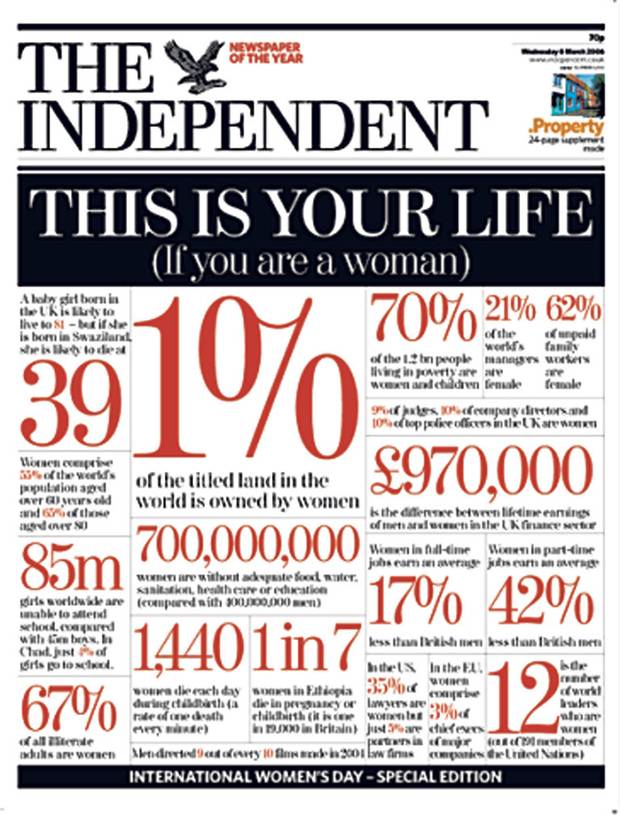 THE
INDEPENDENT
NEWSPAPER
OF THE YEAR
70p
Wednesday 8 March 2006
www.independent.co.uk
.Property
24-page supplement
inside
THIS IS YOUR LIFE
(If you are a woman)
A baby girl born in
the UK is likely to
live to 81 – but if she
is born in Swaziland,
she is likely to die at
39
Women comprise
55% of the world's
population aged
over 60 years old
and 65% of those
aged over 80
85m
girls worldwide are
unable to attend
school, compared
with 45m boys. In
Chad, just 4% of
girls go to school.
67%
of all illiterate
adults are women
1%
of the titled land in the
world is owned by women
700,000,000
women are without adequate food, water,
sanitation, health care or education
(compared with 400,000,000 men)
1,440
women die each day
during childbirth (a
rate of one death
every minute)
1 in 7
women in Ethiopia
die in pregnancy or
childbirth (it is one
in 19,000 in Britain)
Men directed 9 out of every 10 films made in 2004
70%
of the 1.2 bn people
living in poverty are
women and children
21%
of the
world's
managers
are
female
62%
of unpaid
family
workers
are
female
9% of judges, 10% of company directors and
10% of top police officers in the UK are women
£970,000
is the difference between lifetime earnings
of men and women in the UK finance sector
Women in full-time
jobs earn an average
17%
less than British men
Women in part-time
jobs earn an average
42%
less than British men
In the US,
35% of
lawyers are
women but
just 5% are
partners in
law firms
In the EU,
women
comprise
3% of
chief execs
of major
companies
12
is the
number
of world
leaders
who are
women
(out of 191 members of
the United Nations)
INTERNATIONAL WOMEN'S DAY – SPECIAL EDITION